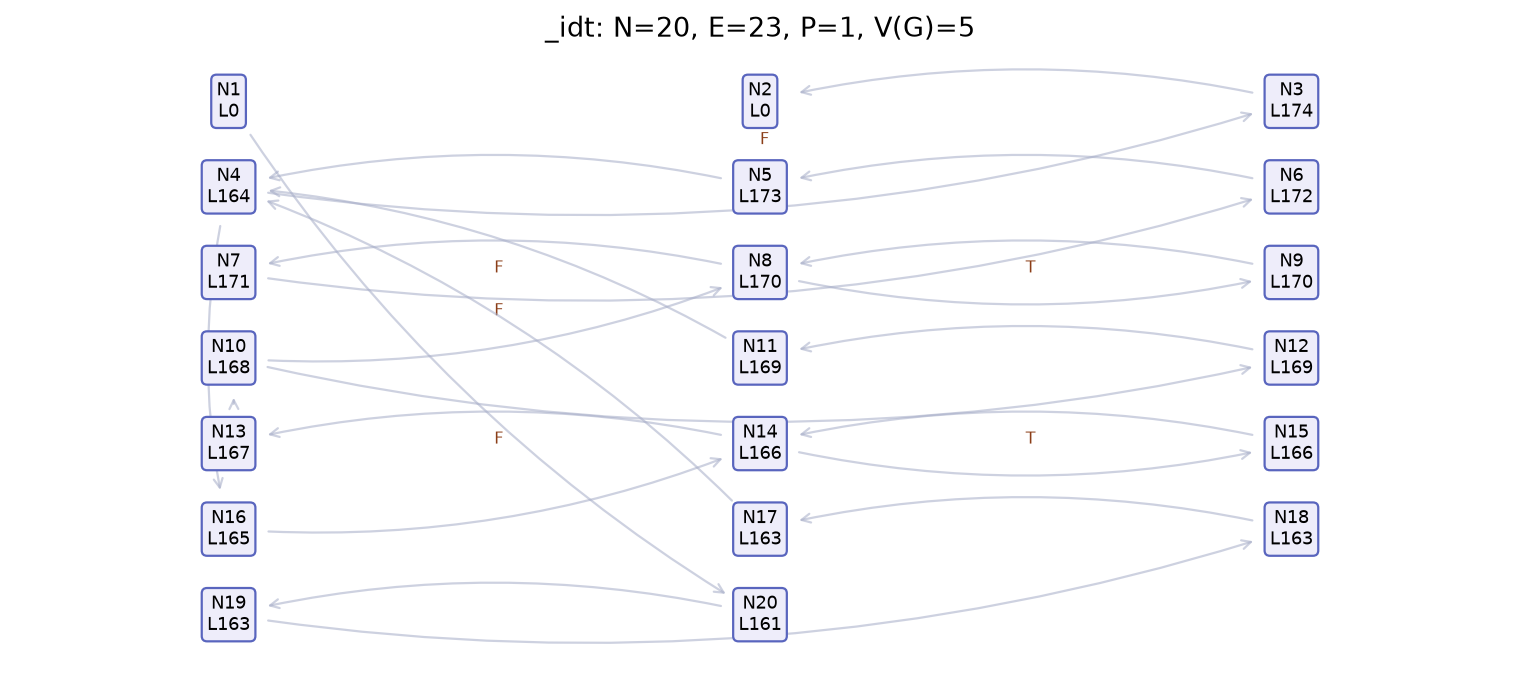 _idt: N=20, E=23, P=1, V(G)=5
N1
L0
N2
L0
N3
L174
F
N4
L164
N5
L173
N6
L172
N7
L171
F
N8
L170
T
N9
L170
F
N10
L168
N11
L169
N12
L169
N13
L167
F
N14
L166
T
N15
L166
N16
L165
N17
L163
N18
L163
N19
L163
N20
L161